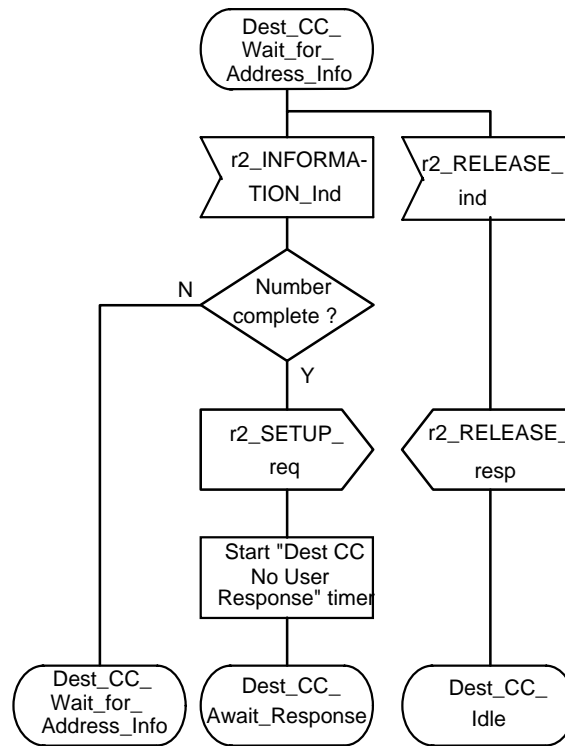 Dest_CC_
Wait_for_
Address_Info
r2_INFORMA-
TION_Ind
r2_RELEASE_
ind
Number
complete ?
N
Y
r2_SETUP_
req
r2_RELEASE_
resp
Start "Dest CC
No User
Response" timer
Dest_CC_
Wait_for_
Address_Info
Dest_CC_
Await_Response
Dest_CC_
Idle